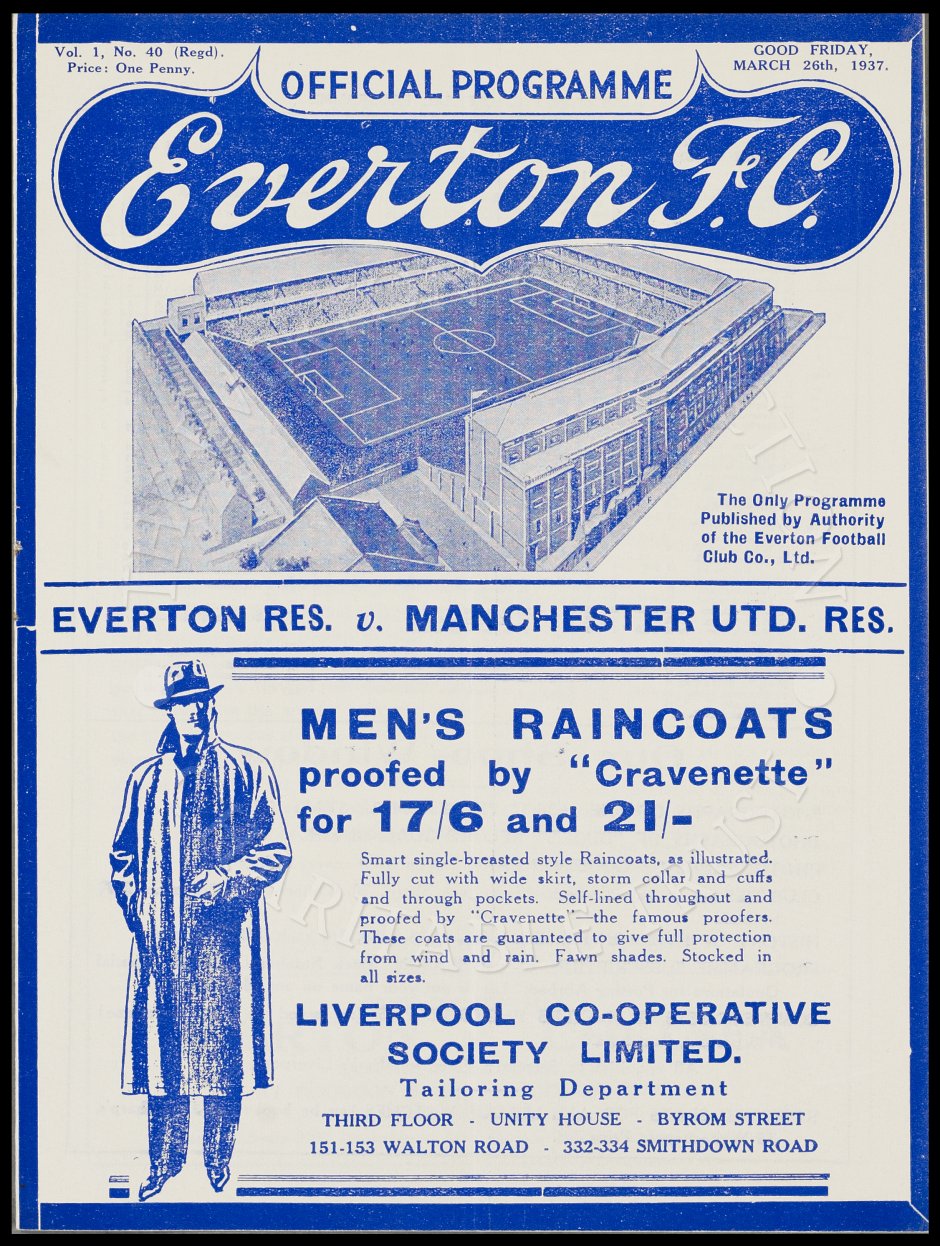 Vol. 1, No. 40 (Regd).
Price: One Penny.
GOOD FRIDAY,
MARCH 26th, 1937.
OFFICIAL PROGRAMME
Everton F.C.
The Only Programme
Published by Authority
of the Everton Football
Club Co., Ltd.
EVERTON RES. v. MANCHESTER UTD. RES.
MEN'S RAINCOATS
proofed by "Cravenette"
for 17/6 and 21/-
Smart single-breasted style Raincoats, as illustrated.
Fully cut with wide skirt, storm collar and cuffs
and through pockets. Self-lined throughout and
proofed by "Cravenette"—the famous proofers.
These coats are guaranteed to give full protection
from wind and rain. Fawn shades. Stocked in
all sizes.
LIVERPOOL CO-OPERATIVE
SOCIETY LIMITED.
Tailoring Department
THIRD FLOOR - UNITY HOUSE - BYROM STREET
151-153 WALTON ROAD - 332-334 SMITHDOWN ROAD